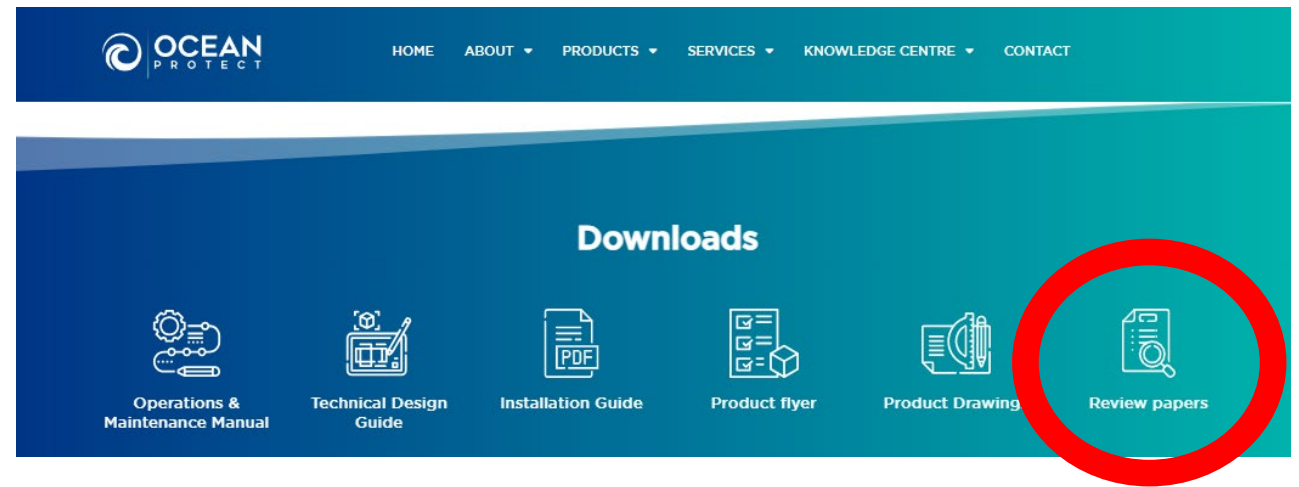 OCEAN
PROTECT
HOME ABOUT PRODUCTS SERVICES KNOWLEDGE CENTRE CONTACT
Downloads
PDF
Operations &
Maintenance Manual
Technical Design
Guide
Installation Guide
Product flyer
Product Drawing
Review papers